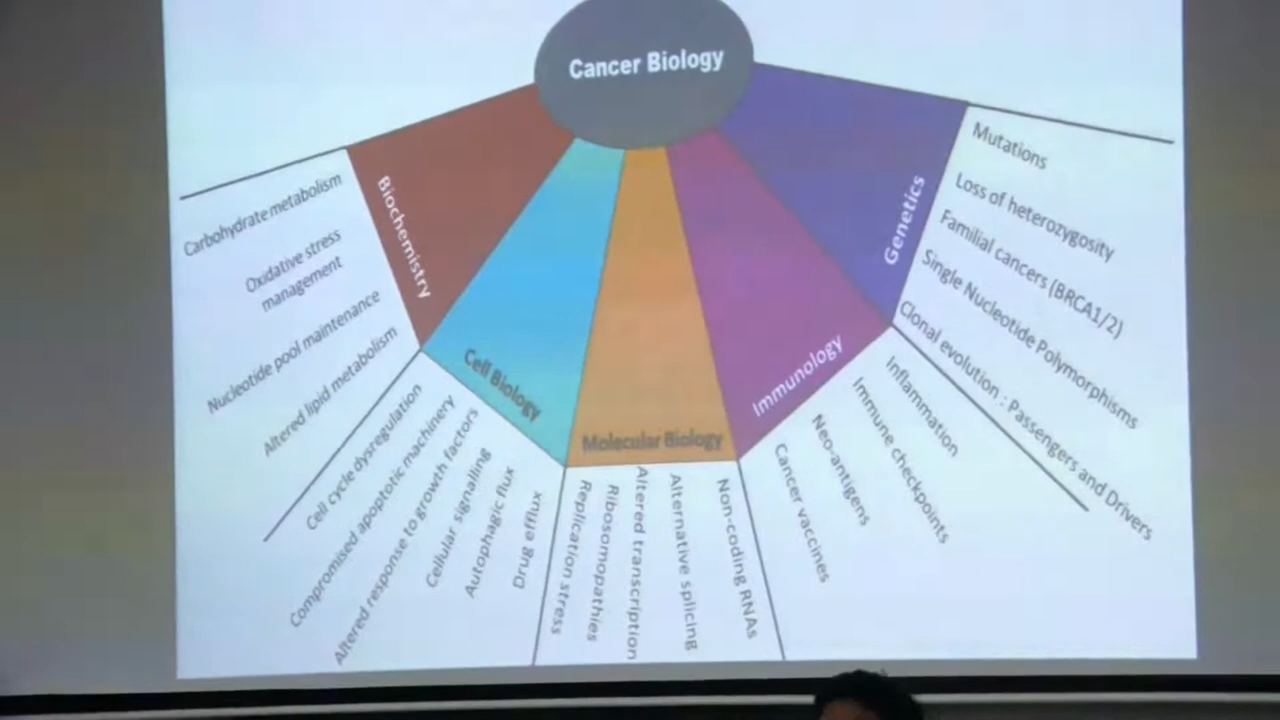 Cancer Biology
Biochemistry
Carbohydrate metabolism
Oxidative stress
management
Nucleotide pool maintenance
Altered lipid metabolism
Cell Biology
Cell cycle dysregulation
Compromised apoptotic machinery
Altered response to growth factors
Cellular signalling
Autophagic flux
Drug efflux
Molecular Biology
Replication stress
Ribosomopathies
Altered transcription
Alternative splicing
Non-coding RNAs
Immunology
Cancer vaccines
Neo-antigens
Immune checkpoints
Inflammation
Genetics
Mutations
Loss of heterozygosity
Familial cancers (BRCA1/2)
Single Nucleotide Polymorphisms
Clonal evolution : Passengers and Drivers